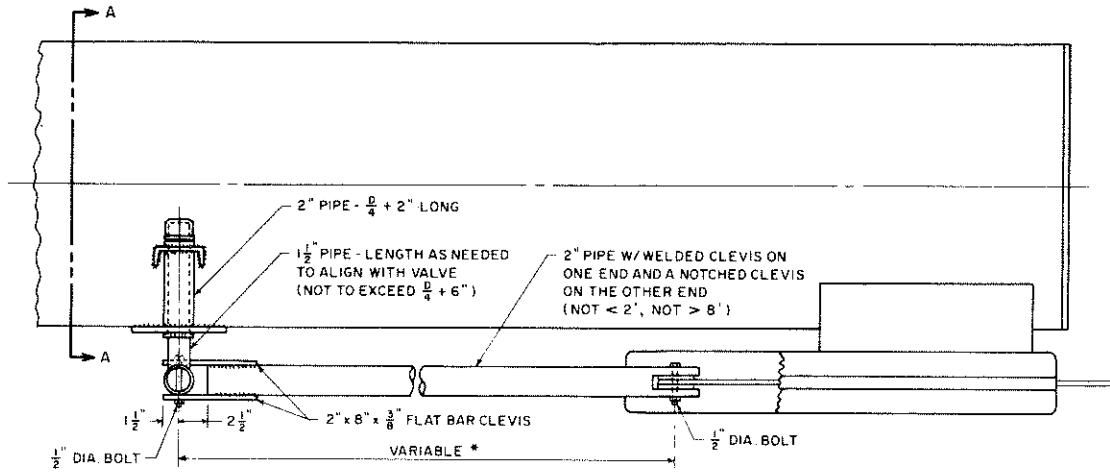 A
2" PIPE - D/4 + 2" LONG
1 1/2" PIPE - LENGTH AS NEEDED
TO ALIGN WITH VALVE
(NOT TO EXCEED D/4 + 6")
2" PIPE W/WELDED CLEVIS ON
ONE END AND A NOTCHED CLEVIS
ON THE OTHER END
(NOT < 2', NOT > 8')
A
1 1/2"
2 1/2"
2" x 8" x 3/8" FLAT BAR CLEVIS
1/2" DIA. BOLT
1/2" DIA. BOLT
VARIABLE *